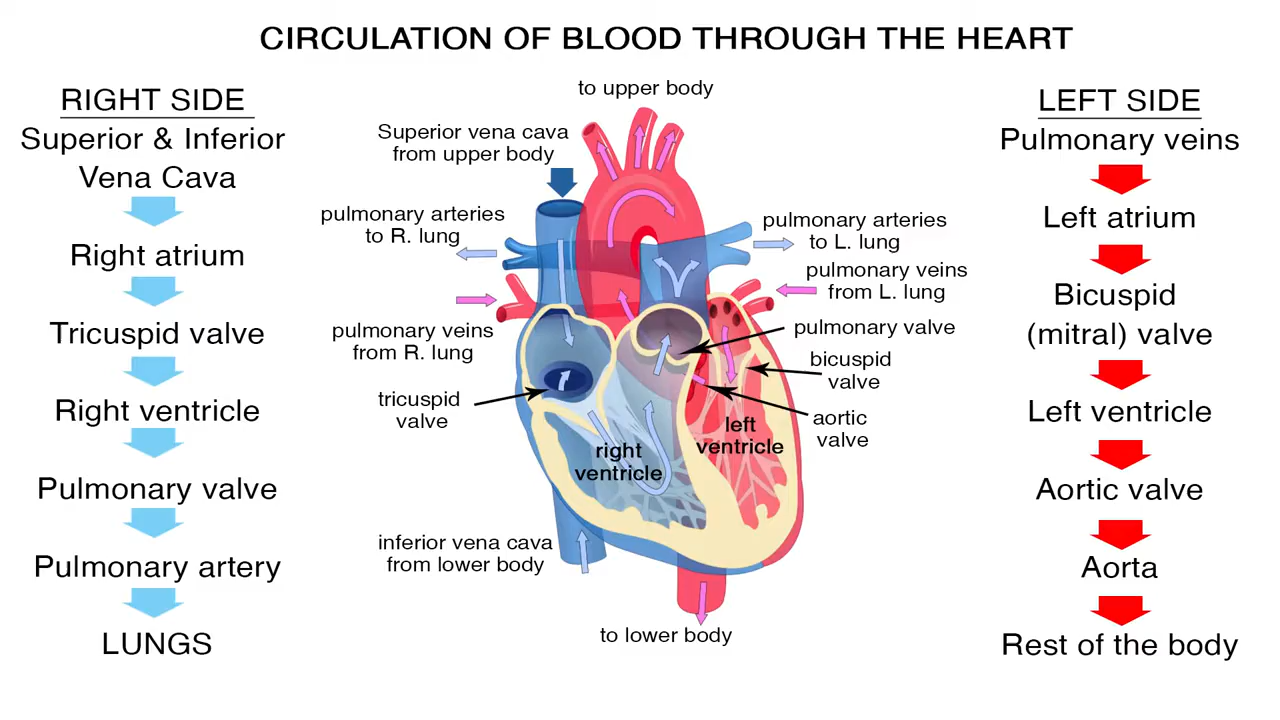 CIRCULATION OF BLOOD THROUGH THE HEART
RIGHT SIDE
Superior & Inferior
Vena Cava
Right atrium
Tricuspid valve
Right ventricle
Pulmonary valve
Pulmonary artery
LUNGS
to upper body
Superior vena cava
from upper body
pulmonary arteries
to R. lung
pulmonary veins
from R. lung
tricuspid
valve
inferior vena cava
from lower body
right
ventricle
left
ventricle
to lower body
pulmonary arteries
to L. lung
pulmonary veins
from L. lung
pulmonary valve
bicuspid
valve
aortic
valve
LEFT SIDE
Pulmonary veins
Left atrium
Bicuspid
(mitral) valve
Left ventricle
Aortic valve
Aorta
Rest of the body